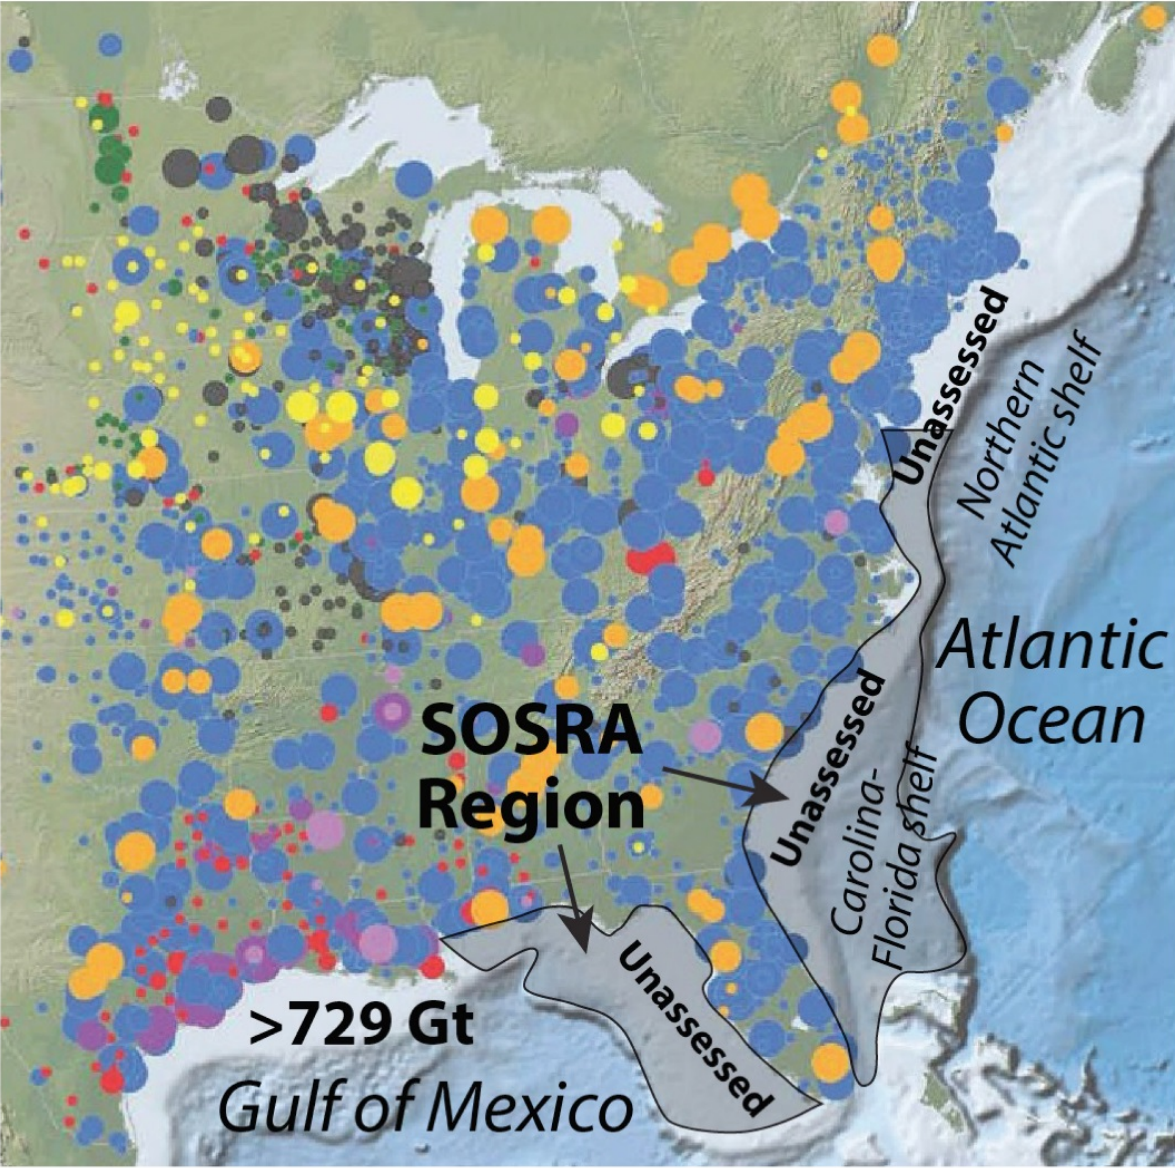 Unassessed
Northern
Atlantic shelf
Atlantic
Ocean
SOSRA
Region
Unassessed
Carolina-
Florida shelf
Unassessed
>729 Gt
Gulf of Mexico